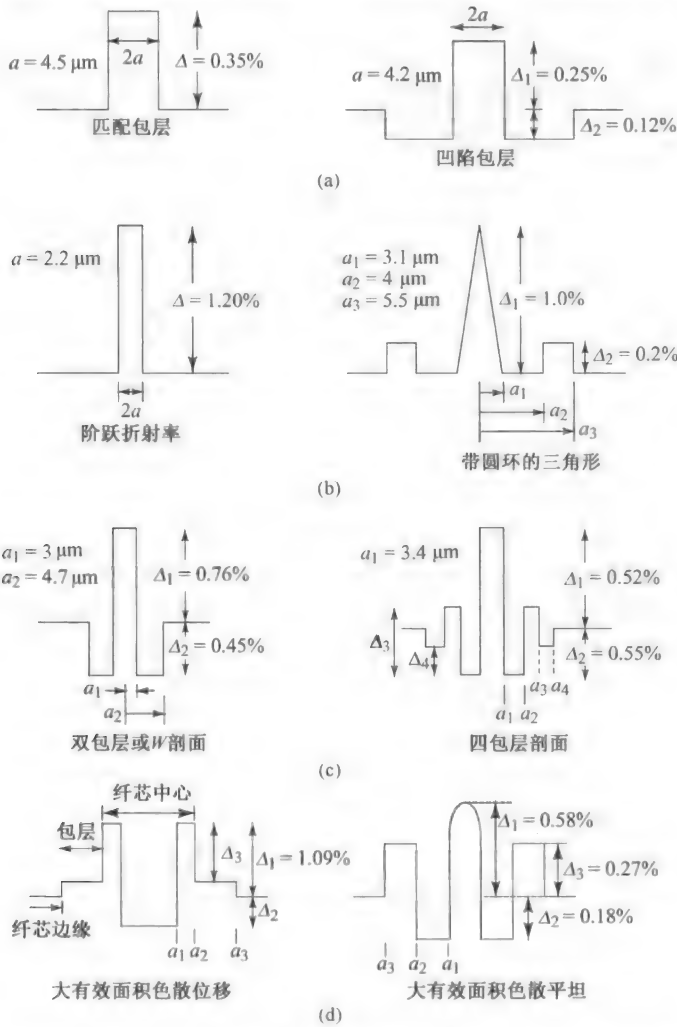 a = 4.5 μm
2a
Δ = 0.35%
匹配包层
a = 4.2 μm
2a
Δ₁ = 0.25%
Δ₂ = 0.12%
凹陷包层
(a)
a = 2.2 μm
Δ = 1.20%
2a
阶跃折射率
a₁ = 3.1 μm
a₂ = 4 μm
a₃ = 5.5 μm
Δ₁ = 1.0%
Δ₂ = 0.2%
a₁
a₂
a₃
带圆环的三角形
(b)
a₁ = 3 μm
a₂ = 4.7 μm
Δ₁ = 0.76%
Δ₂ = 0.45%
a₁
a₂
双包层或W剖面
a₁ = 3.4 μm
Δ₁ = 0.52%
Δ₃
Δ₄
Δ₂ = 0.55%
a₃ a₄
a₁ a₂
四包层剖面
(c)
纤芯中心
包层
Δ₃
Δ₁ = 1.09%
Δ₂
纤芯边缘
a₁ a₂ a₃
大有效面积色散位移
Δ₁ = 0.58%
Δ₃ = 0.27%
Δ₂ = 0.18%
a₃ a₂ a₁
大有效面积色散平坦
(d)